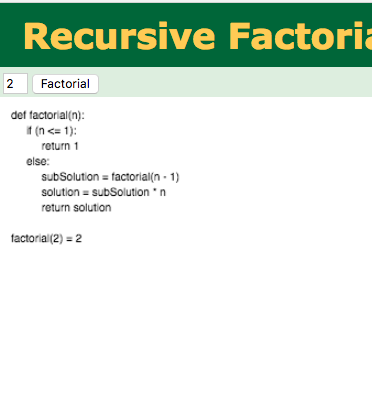 Recursive Factoria
2 Factorial
def factorial(n):
if (n <= 1):
return 1
else:
subSolution = factorial(n - 1)
solution = subSolution * n
return solution
factorial(2) = 2